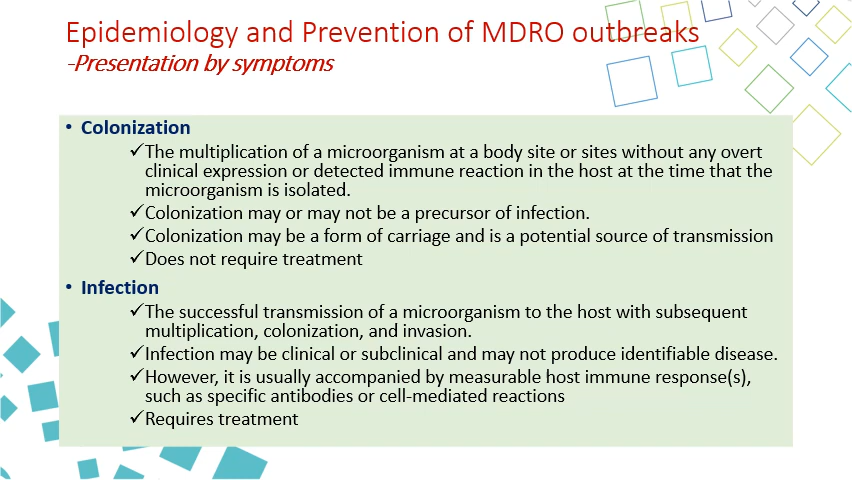 Epidemiology and Prevention of MDRO outbreaks
-Presentation by symptoms
• Colonization
✓The multiplication of a microorganism at a body site or sites without any overt
clinical expression or detected immune reaction in the host at the time that the
microorganism is isolated.
✓Colonization may or may not be a precursor of infection.
✓Colonization may be a form of carriage and is a potential source of transmission
✓Does not require treatment
• Infection
✓The successful transmission of a microorganism to the host with subsequent
multiplication, colonization, and invasion.
✓Infection may be clinical or subclinical and may not produce identifiable disease.
✓However, it is usually accompanied by measurable host immune response(s),
such as specific antibodies or cell-mediated reactions
✓Requires treatment